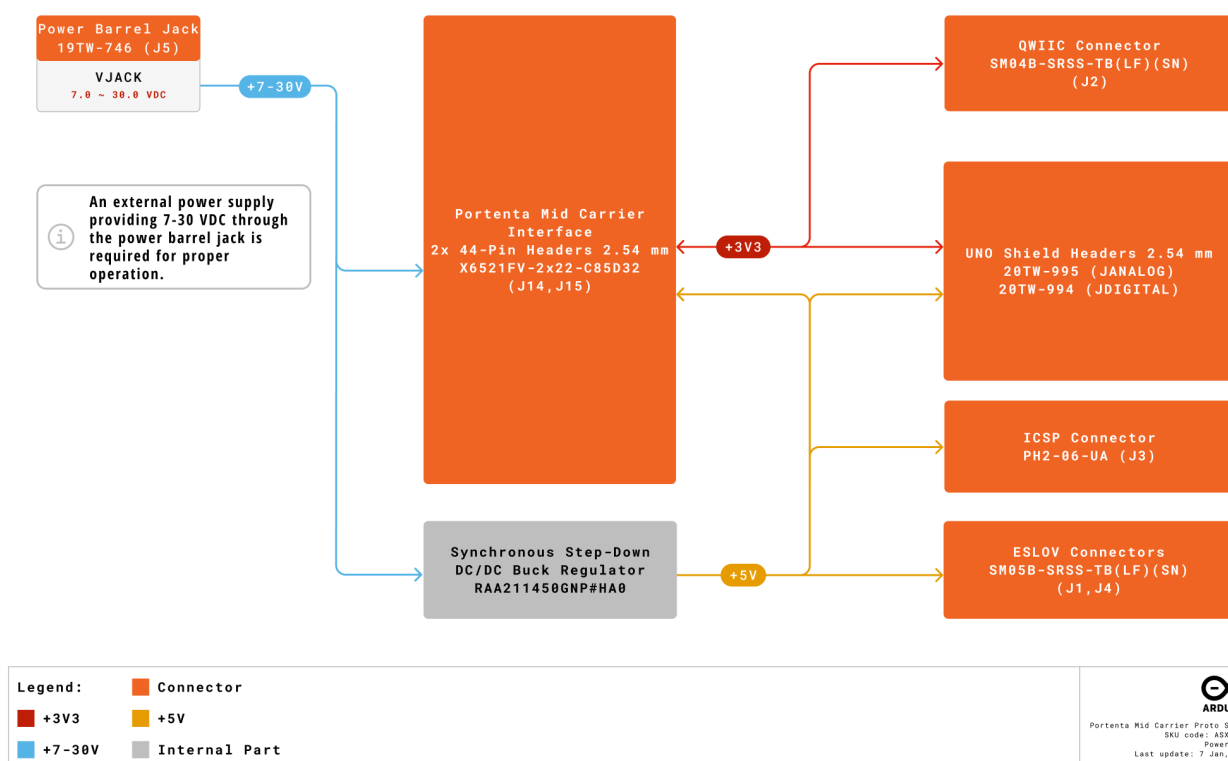 Power Barrel Jack
19TW-746 (J5)
VJACK
7.0 ~ 30.0 VDC
+7-30V
An external power supply
providing 7-30 VDC through
the power barrel jack is
required for proper
operation.
Portenta Mid Carrier
Interface
2x 44-Pin Headers 2.54 mm
X6521FV-2x22-C85D32
(J14,J15)
+3V3
QWIIC Connector
SM04B-SRSS-TB(LF)(SN)
(J2)
UNO Shield Headers 2.54 mm
20TW-995 (JANALOG)
20TW-994 (JDIGITAL)
ICSP Connector
PH2-06-UA (J3)
Synchronous Step-Down
DC/DC Buck Regulator
RAA211450GNP#HA0
+5V
ESLOV Connectors
SM05B-SRSS-TB(LF)(SN)
(J1,J4)
Legend:
Connector
+3V3
+5V
+7-30V
Internal Part
ARDU
Portenta Mid Carrier Proto S
SKU code: ASX
Power
Last update: 7 Jan,